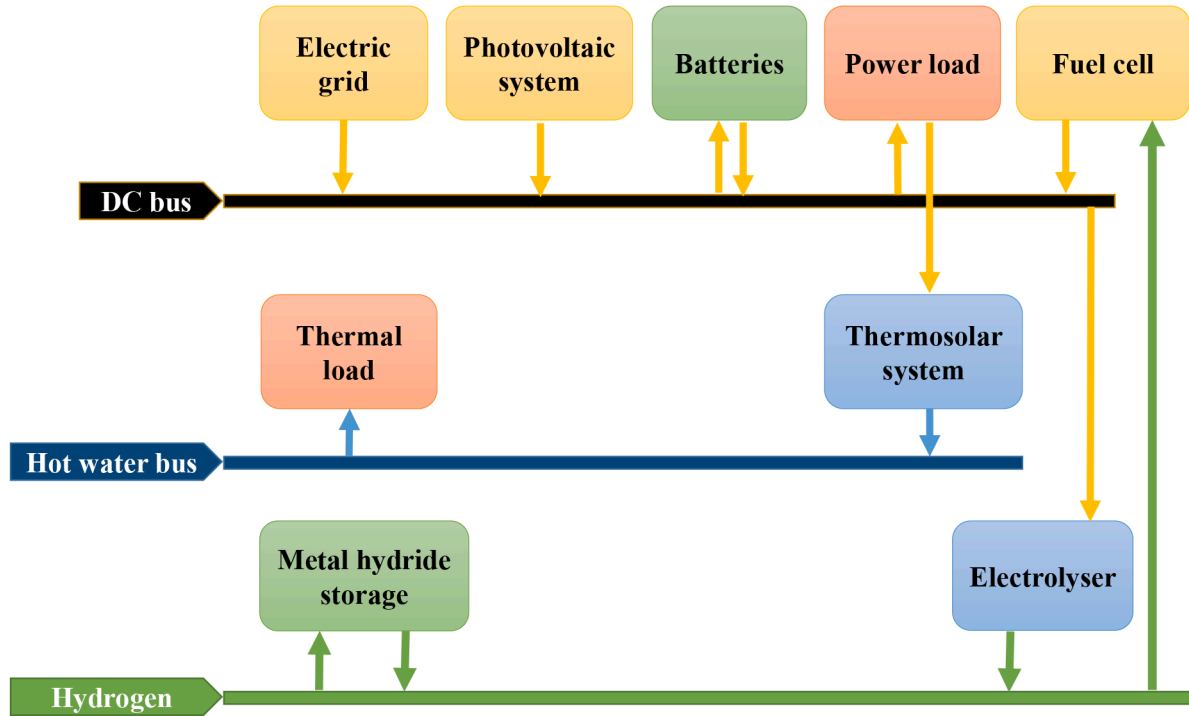 Electric
grid
Photovoltaic
system
Batteries
Power load
Fuel cell
DC bus
Thermal
load
Thermosolar
system
Hot water bus
Metal hydride
storage
Electrolyser
Hydrogen